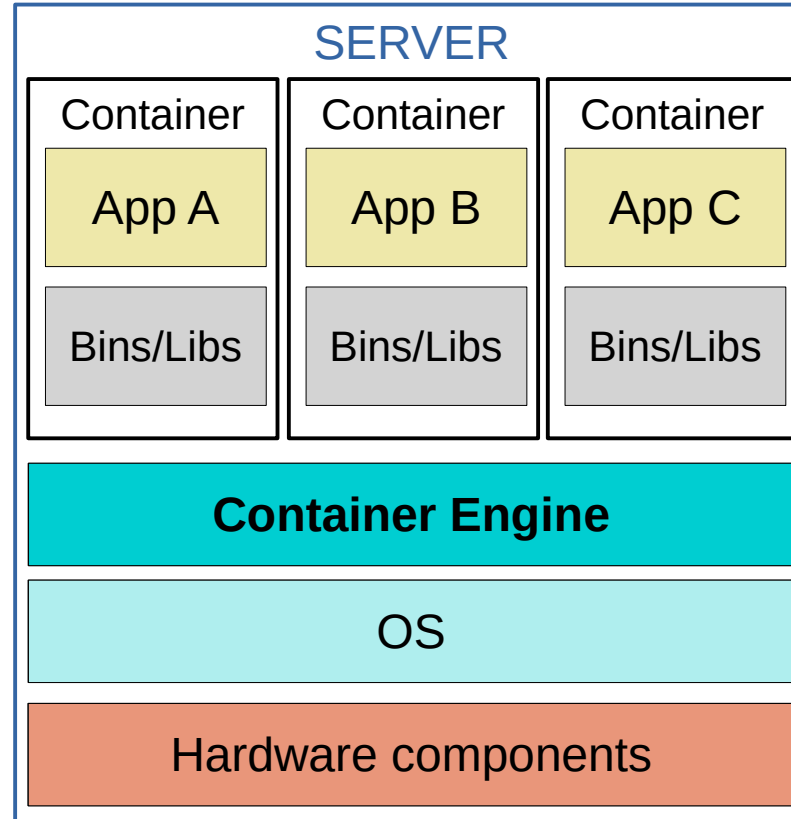 SERVER
Container
Container
Container
App A
App B
App C
Bins/Libs
Bins/Libs
Bins/Libs
Container Engine
OS
Hardware components